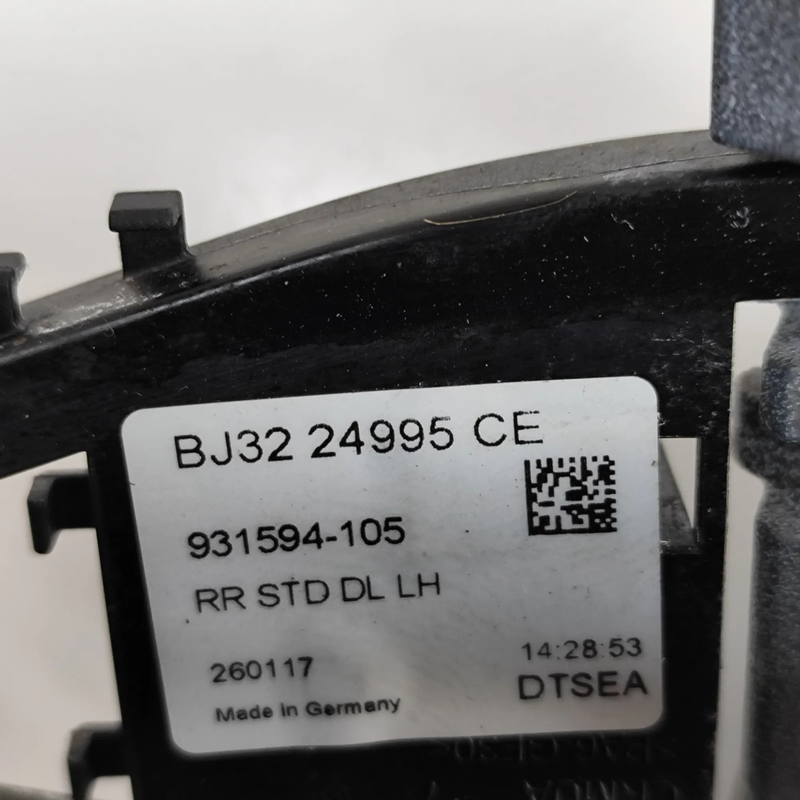 BJ32 24995 CE
931594-105
RR STD DL LH
260117
14:28:53
Made in Germany
DTSEA